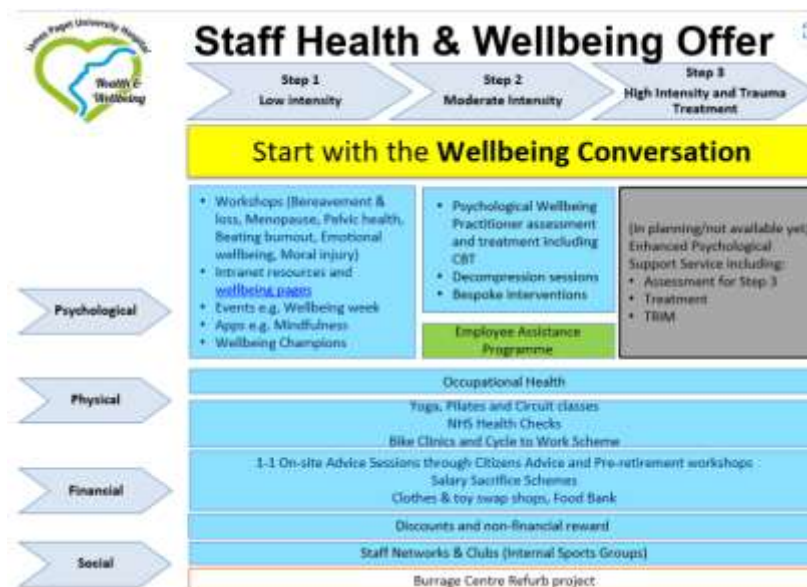 James Paget University Hospital
Health &
Wellbeing
Staff Health & Wellbeing Offer
Step 1
Low intensity
Step 2
Moderate Intensity
Step 3
High Intensity and Trauma
Treatment
Start with the Wellbeing Conversation
Psychological
• Workshops (Bereavement &
loss, Menopause, Pelvic health,
Beating burnout, Emotional
wellbeing, Moral injury)
• Intranet resources and
wellbeing pages
• Events e.g. Wellbeing week
• Apps e.g. Mindfulness
• Wellbeing Champions
• Psychological Wellbeing
Practitioner assessment
and treatment including
CBT
• Decompression sessions
• Bespoke interventions
Employee Assistance
Programme
(In planning/not available yet)
Enhanced Psychological
Support Service including:
• Assessment for Step 3
• Treatment
• TRiM
Physical
Occupational Health
Yoga, Pilates and Circuit classes
NHS Health Checks
Bike Clinics and Cycle to Work Scheme
Financial
1-1 On-site Advice Sessions through Citizens Advice and Pre-retirement workshops
Salary Sacrifice Schemes
Clothes & toy swap shops, Food Bank
Discounts and non-financial reward
Social
Staff Networks & Clubs (Internal Sports Groups)
Burrage Centre Refurb project